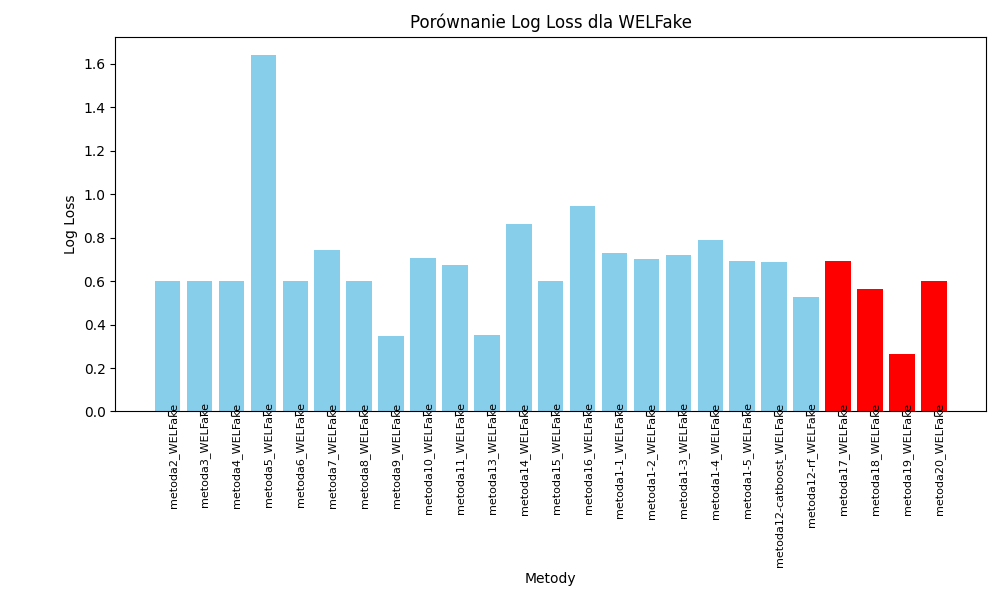 Porównanie Log Loss dla WELFake
Log Loss
1.6
1.4
1.2
1.0
0.8
0.6
0.4
0.2
0.0
metoda2_WELFake
metoda3_WELFake
metoda4_WELFake
metoda5_WELFake
metoda6_WELFake
metoda7_WELFake
metoda8_WELFake
metoda9_WELFake
metoda10_WELFake
metoda11_WELFake
metoda13_WELFake
metoda14_WELFake
metoda15_WELFake
metoda16_WELFake
metoda1-1_WELFake
metoda1-2_WELFake
metoda1-3_WELFake
metoda1-4_WELFake
metoda1-5_WELFake
metoda12-catboost_WELFake
metoda12-rf_WELFake
metoda17_WELFake
metoda18_WELFake
metoda19_WELFake
metoda20_WELFake
Metody